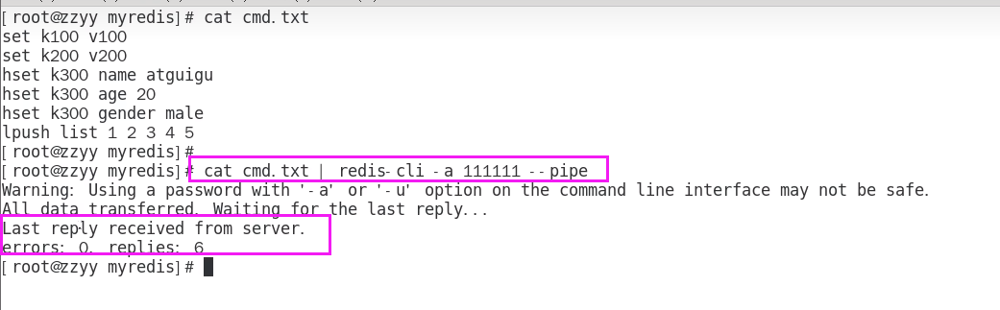 [root@zzyy myredis]# cat cmd.txt
set k100 v100
set k200 v200
hset k300 name atguigu
hset k300 age 20
hset k300 gender male
lpush list 1 2 3 4 5
[root@zzyy myredis]#
[root@zzyy myredis]# cat cmd.txt | redis-cli -a 111111 --pipe
Warning: Using a password with '-a' or '-u' option on the command line interface may not be safe.
All data transferred. Waiting for the last reply...
Last reply received from server.
errors: 0, replies: 6
[root@zzyy myredis]#